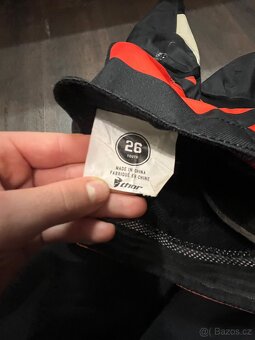 26
YOUTH
MADE IN CHINA
FABRIQUÉ EN CHINE
thor
Bazos.cz